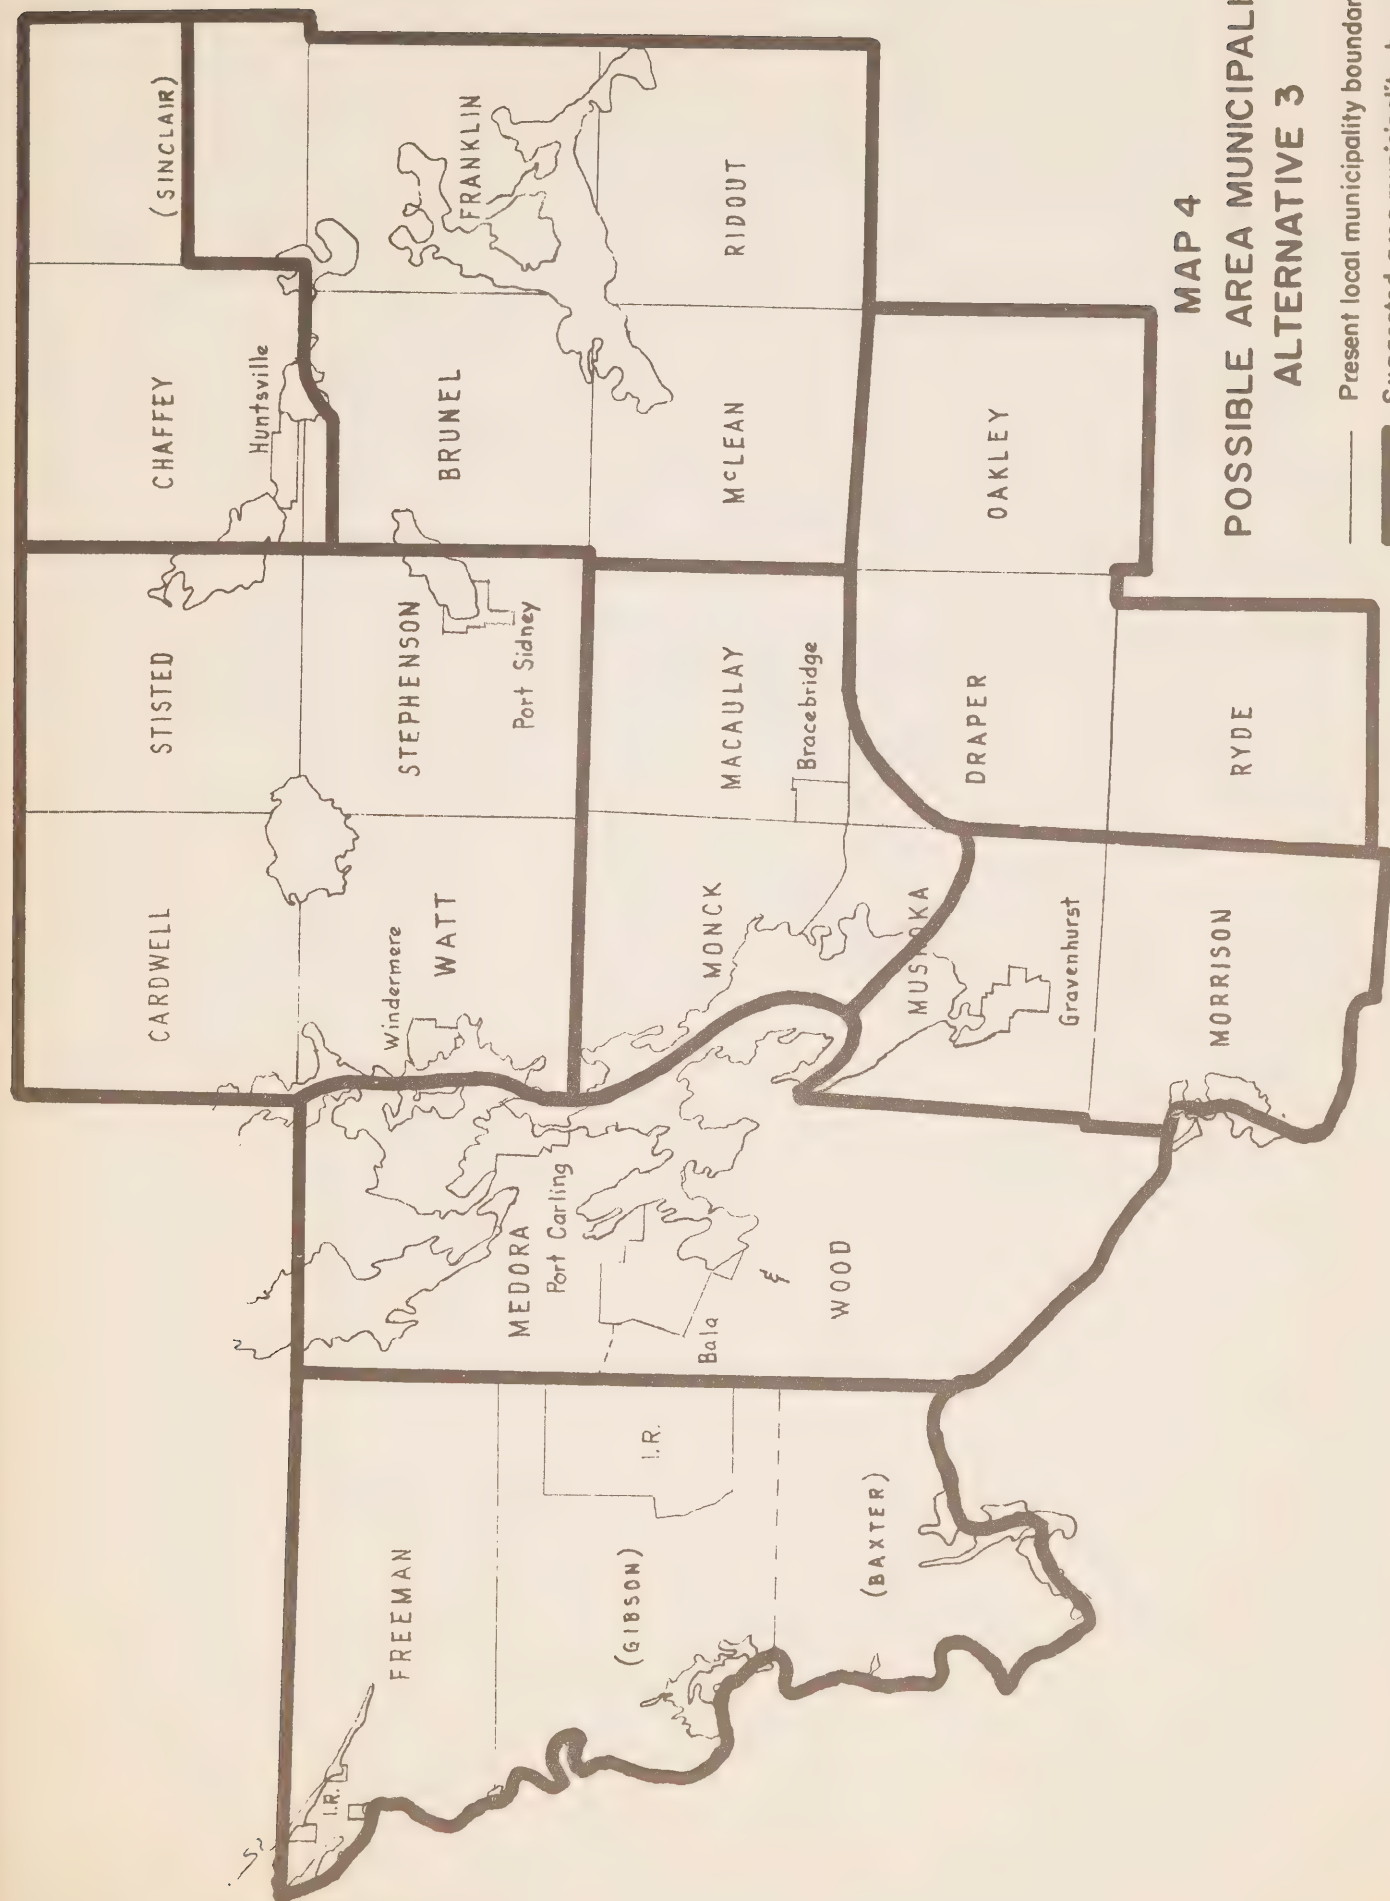 MAP 4
POSSIBLE AREA
ALTERNATIVE 3
Present local municipality
FREEMAN
I.R.
(GIBSON)
I.R.
(BAXTER)
MEDORA
Port Carling
Bala
&
WOOD
CARDWELL
Windermere
WATT
MONCK
MUSKOKA
Gravenhurst
MORRISON
STISTED
STEPHENSON
Port Sidney
MACAULAY
Bracebridge
DRAPER
RYDE
CHAFFEY
Huntsville
BRUNEL
McLEAN
OAKLEY
(SINCLAIR)
FRANKLIN
RIDOUT